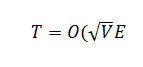 T = O(√VE